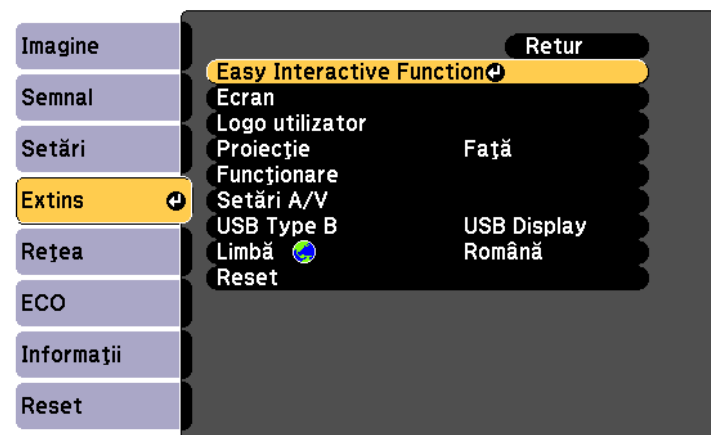 Imagine
Semnal
Setări
Extins
Reţea
ECO
Informaţii
Reset
Retur
Easy Interactive Function
Ecran
Logo utilizator
Proiecţie Faţă
Funcţionare
Setări A/V
USB Type B USB Display
Limbă Română
Reset